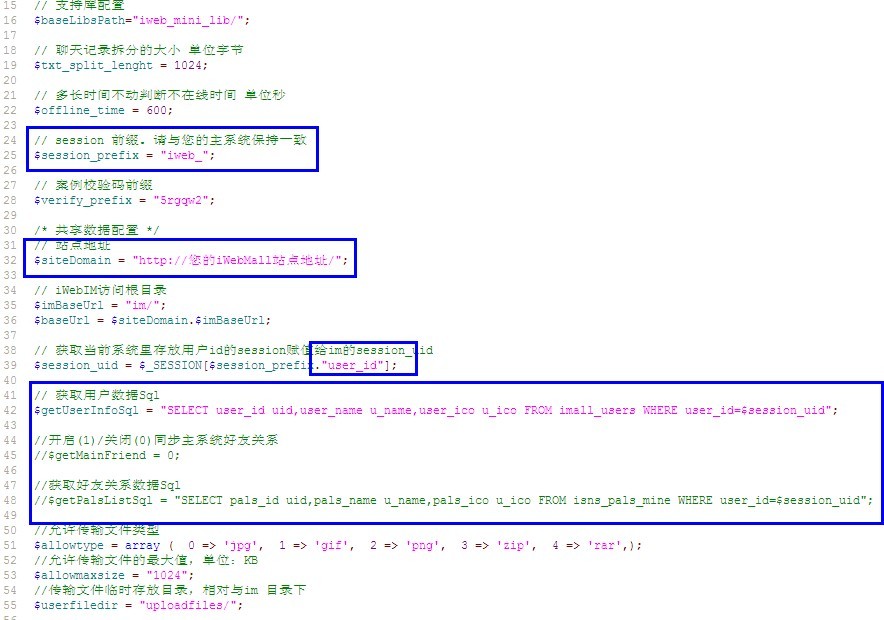 15 // 支持库配置
16 $baseLibsPath="iweb_mini_lib/";
17
18 // 聊天记录拆分的大小 单位字节
19 $txt_split_lenght = 1024;
20
21 // 多长时间不动判断不在线时间 单位秒
22 $offline_time = 600;
23
24 // session 前缀. 请与您的主系统保持一致
25 $session_prefix = "iweb_";
26
27 // 案例校验码前缀
28 $verify_prefix = "5rgqw2";
29
30 /* 共享数据配置 */
31 // 站点地址
32 $siteDomain = "http://您的iWebMall站点地址/";
33
34 // iWebIM访问根目录
35 $imBaseUrl = "im/";
36 $baseUrl = $siteDomain.$imBaseUrl;
37
38 // 获取当前系统里存放用户id的session赋值给im的session_uid
39 $session_uid = $_SESSION[$session_prefix."user_id"];
40
41 // 获取用户数据Sql
42 $getUserInfoSql = "SELECT user_id uid,user_name u_name,user_ico u_ico FROM imall_users WHERE user_id=$session_uid";
43
44 //开启(1)/关闭(0)同步主系统好友关系
45 //$getMainFriend = 0;
46
47 //获取好友关系数据Sql
48 //$getPalsListSql = "SELECT pals_id uid,pals_name u_name,pals_ico u_ico FROM isns_pals_mine WHERE user_id=$session_uid";
49
50 //允许传输文件类型
51 $allowtype = array ( 0 => 'jpg', 1 => 'gif', 2 => 'png', 3 => 'zip', 4 => 'rar',);
52 //允许传输文件的最大值，单位：KB
53 $allowmaxsize = "1024";
54 //传输文件临时存放目录，相对与im 目录下
55 $userfiledir = "uploadfiles/";
56